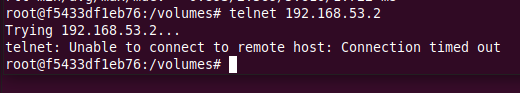 root@f5433df1eb76:/volumes# telnet 192.168.53.2
Trying 192.168.53.2...
telnet: Unable to connect to remote host: Connection timed out
root@f5433df1eb76:/volumes#